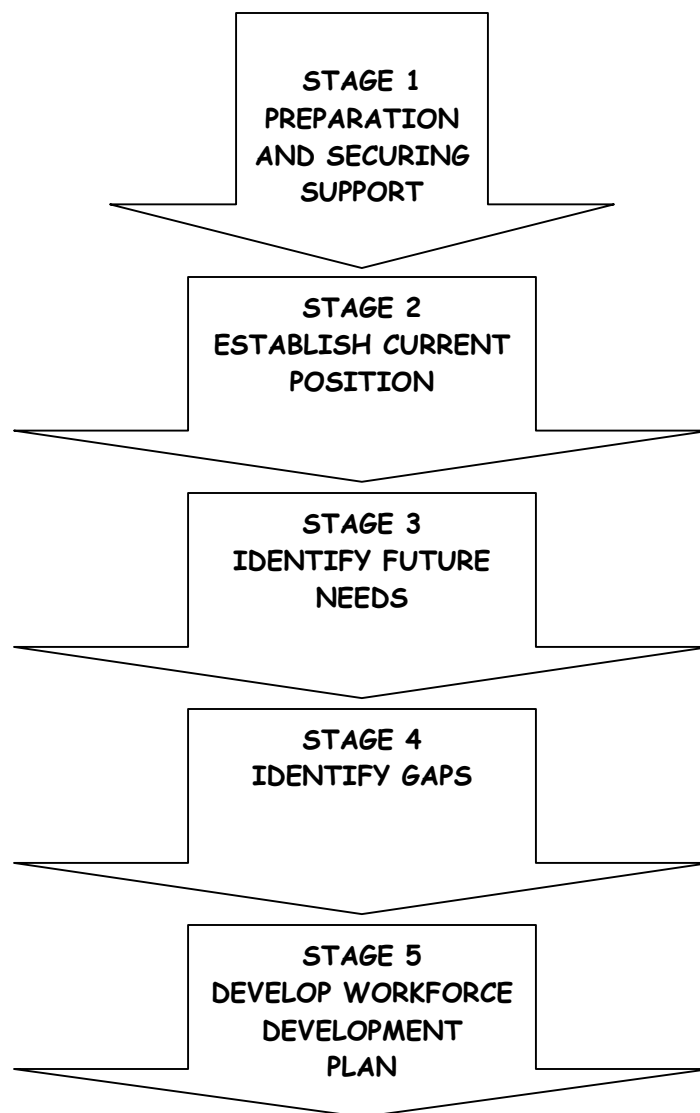 STAGE 1
PREPARATION
AND SECURING
SUPPORT
STAGE 2
ESTABLISH CURRENT
POSITION
STAGE 3
IDENTIFY FUTURE
NEEDS
STAGE 4
IDENTIFY GAPS
STAGE 5
DEVELOP WORKFORCE
DEVELOPMENT
PLAN